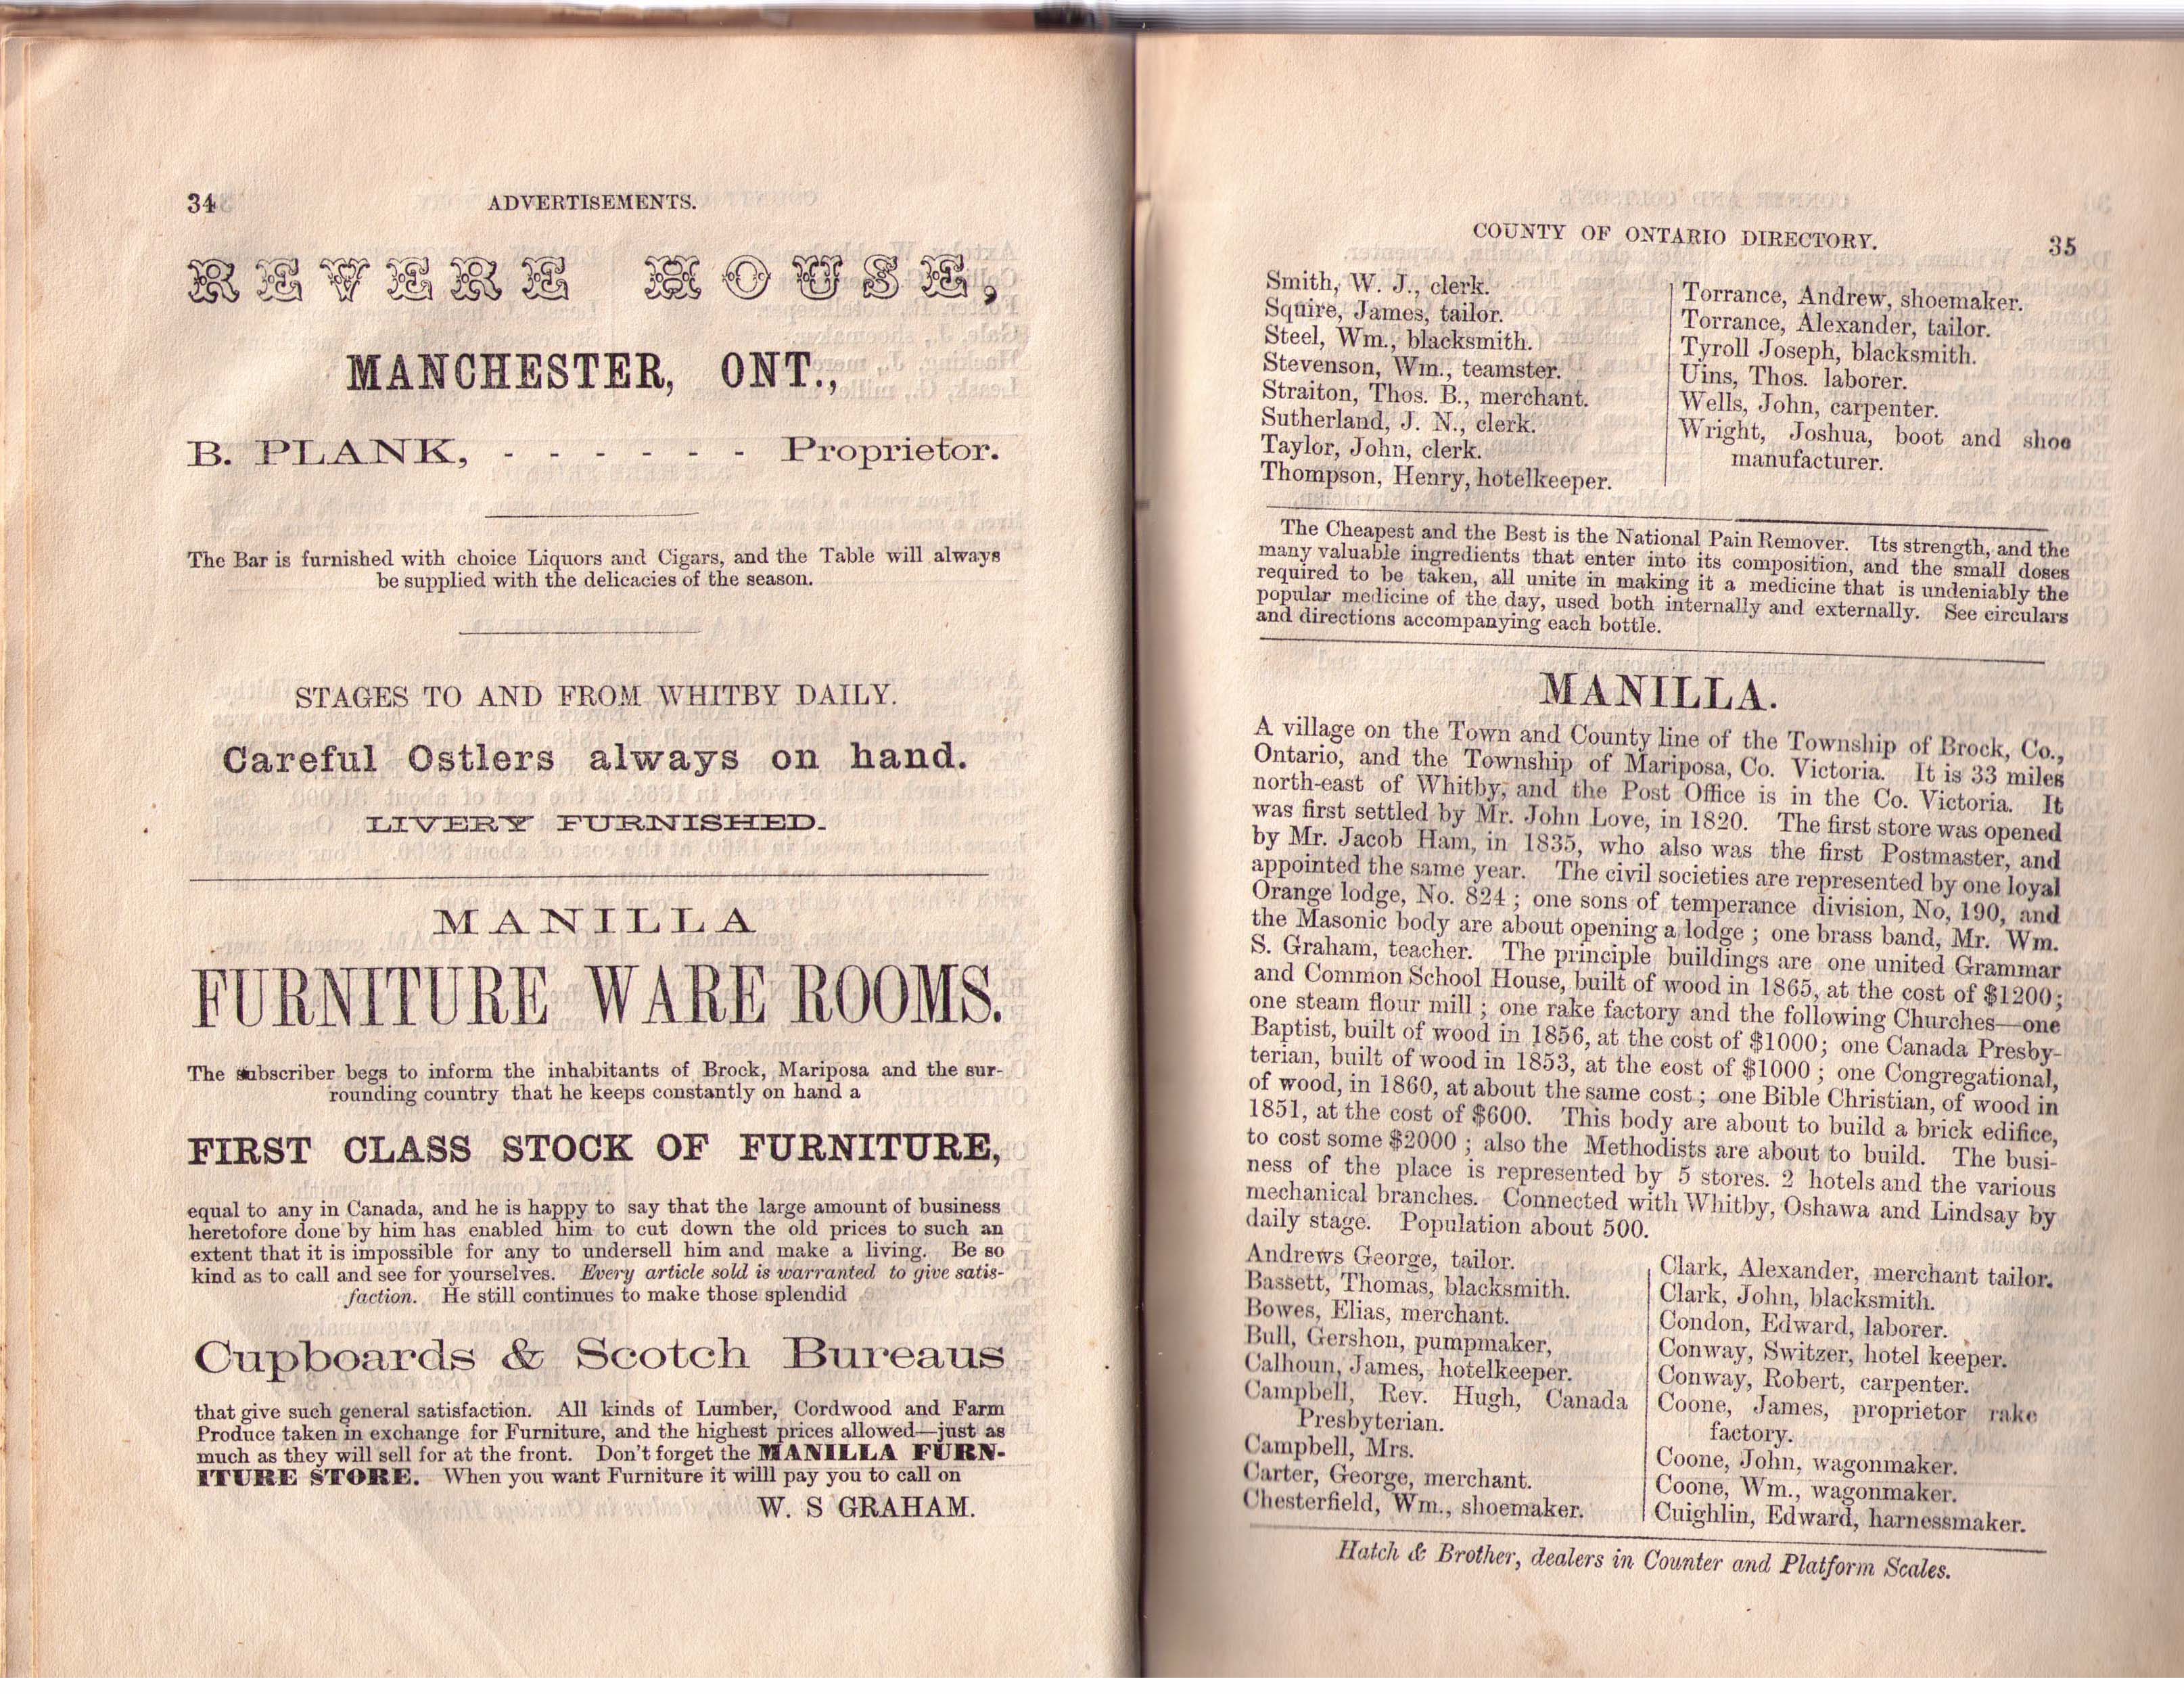 34
ADVERTISEMENTS.
REVERE HOUSE,
MANCHESTER, ONT.,
B. PLANK, - - - - - - Proprietor.
The Bar is furnished with choice Liquors and Cigars, and the Table will always
be supplied with the delicacies of the season.
STAGES TO AND FROM WHITBY DAILY.
Careful Ostlers always on hand.
LIVERY FURNISHED.
MANILLA
FURNITURE WARE ROOMS.
The subscriber begs to inform the inhabitants of Brock, Mariposa and the sur-
rounding country that he keeps constantly on hand a
FIRST CLASS STOCK OF FURNITURE,
equal to any in Canada, and he is happy to say that the large amount of business
heretofore done by him has enabled him to cut down the old prices to such an
extent that it is impossible for any to undersell him and make a living. Be so
kind as to call and see for yourselves. Every article sold is warranted to give satis-
faction. He still continues to make those splendid
Cupboards & Scotch Bureaus
that give such general satisfaction. All kinds of Lumber, Cordwood and Farm
Produce taken in exchange for Furniture, and the highest prices allowed—just as
much as they will sell for at the front. Don't forget the MANILLA FURN-
ITURE STORE. When you want Furniture it willl pay you to call on
W. S GRAHAM.
COUNTY OF ONTARIO DIRECTORY.
35
Smith, W. J., clerk.
Squire, James, tailor.
Steel, Wm., blacksmith.
Stevenson, Wm., teamster.
Straiton, Thos. B., merchant.
Sutherland, J. N., clerk.
Taylor, John, clerk.
Thompson, Henry, hotelkeeper.
Torrance, Andrew, shoemaker.
Torrance, Alexander, tailor.
Tyroll Joseph, blacksmith.
Uins, Thos. laborer.
Wells, John, carpenter.
Wright, Joshua, boot and shoe
manufacturer.
The Cheapest and the Best is the National Pain Remover. Its strength, and the
many valuable ingredients that enter into its composition, and the small doses
required to be taken, all unite in making it a medicine that is undeniably the
popular medicine of the day, used both internally and externally. See circulars
and directions accompanying each bottle.
MANILLA.
A village on the Town and County line of the Township of Brock, Co.,
Ontario, and the Township of Mariposa, Co. Victoria. It is 33 miles
north-east of Whitby, and the Post Office is in the Co. Victoria. It
was first settled by Mr. John Love, in 1820. The first store was opened
by Mr. Jacob Ham, in 1835, who also was the first Postmaster, and
appointed the same year. The civil societies are represented by one loyal
Orange lodge, No. 824; one sons of temperance division, No, 190, and
the Masonic body are about opening a lodge; one brass band, Mr. Wm.
S. Graham, teacher. The principle buildings are one united Grammar
and Common School House, built of wood in 1865, at the cost of $1200;
one steam flour mill; one rake factory and the following Churches—one
Baptist, built of wood in 1856, at the cost of $1000; one Canada Presby-
terian, built of wood in 1853, at the eost of $1000; one Congregational,
of wood, in 1860, at about the same cost; one Bible Christian, of wood in
1851, at the cost of $600. This body are about to build a brick edifice,
to cost some $2000; also the Methodists are about to build. The busi-
ness of the place is represented by 5 stores. 2 hotels and the various
mechanical branches. Connected with Whitby, Oshawa and Lindsay by
daily stage. Population about 500.
Andrews George, tailor.
Bassett, Thomas, blacksmith.
Bowes, Elias, merchant.
Bull, Gershon, pumpmaker,
Calhoun, James, hotelkeeper.
Campbell, Rev. Hugh, Canada
Presbyterian.
Campbell, Mrs.
Carter, George, merchant.
Chesterfield, Wm., shoemaker.
Clark, Alexander, merchant tailor.
Clark, John, blacksmith.
Condon, Edward, laborer.
Conway, Switzer, hotel keeper.
Conway, Robert, carpenter.
Coone, James, proprietor rake
factory.
Coone, John, wagonmaker.
Coone, Wm., wagonmaker.
Cuighlin, Edward, harnessmaker.
Hatch & Brother, dealers in Counter and Platform Scales.